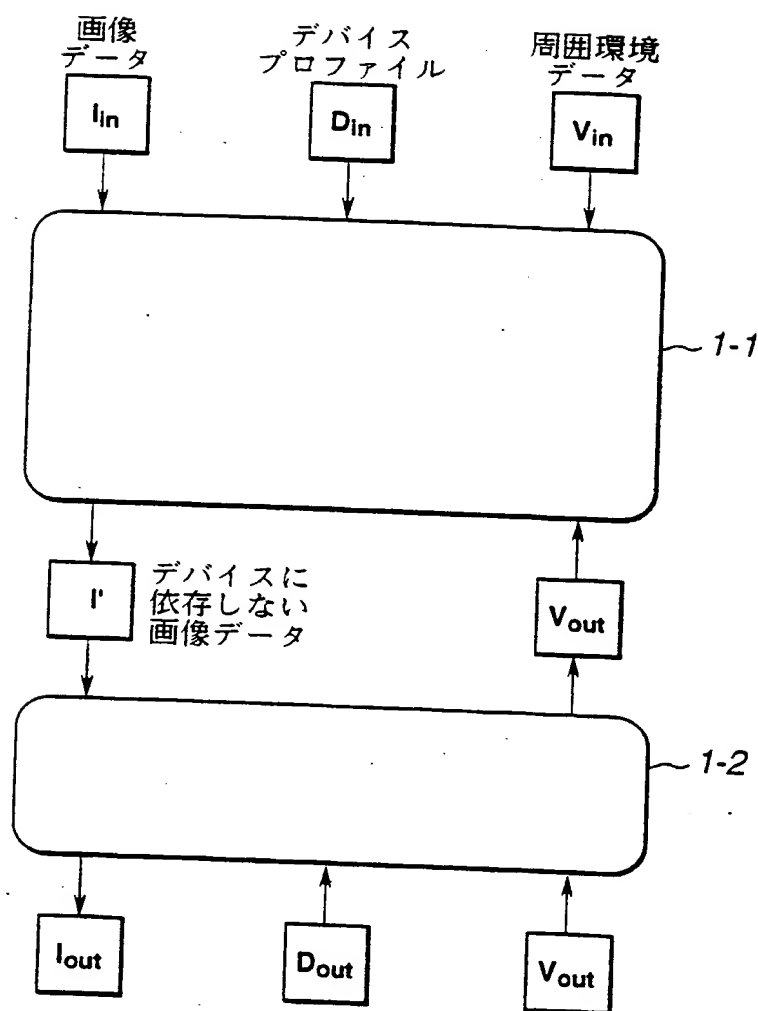 画像
データ
デバイス
プロファイル
周囲環境
データ
Iin
Din
Vin
1-1
I'
デバイスに
依存しない
画像データ
Vout
1-2
Iout
Dout
Vout